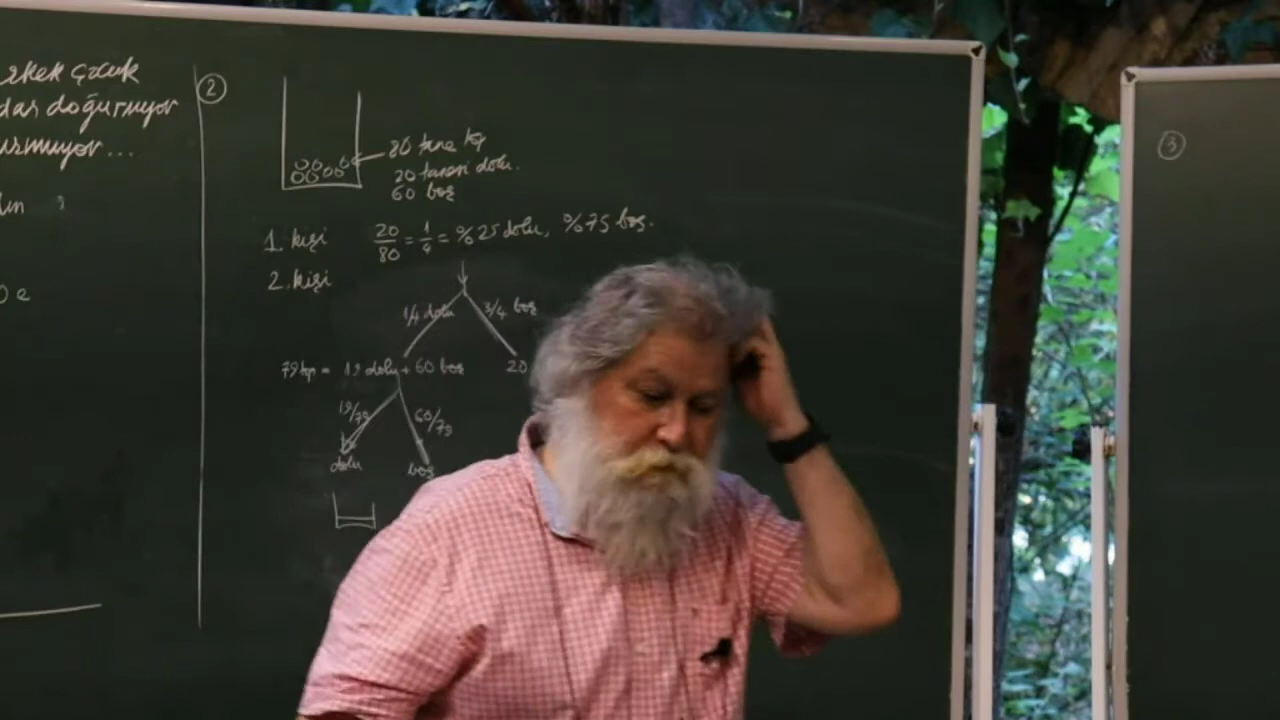 erkek çocuk
dar doğurmuyor
urmuyor...
?
2
80 tane top
20 tanesi dolu.
60 boş
1. kişi 20/80 = 1/4 = %25 dolu, %75 boş.
2. kişi
1/4 dolu 3/4 boş
79 top = 19 dolu + 60 boş 20
19/79 60/79
dolu boş
3